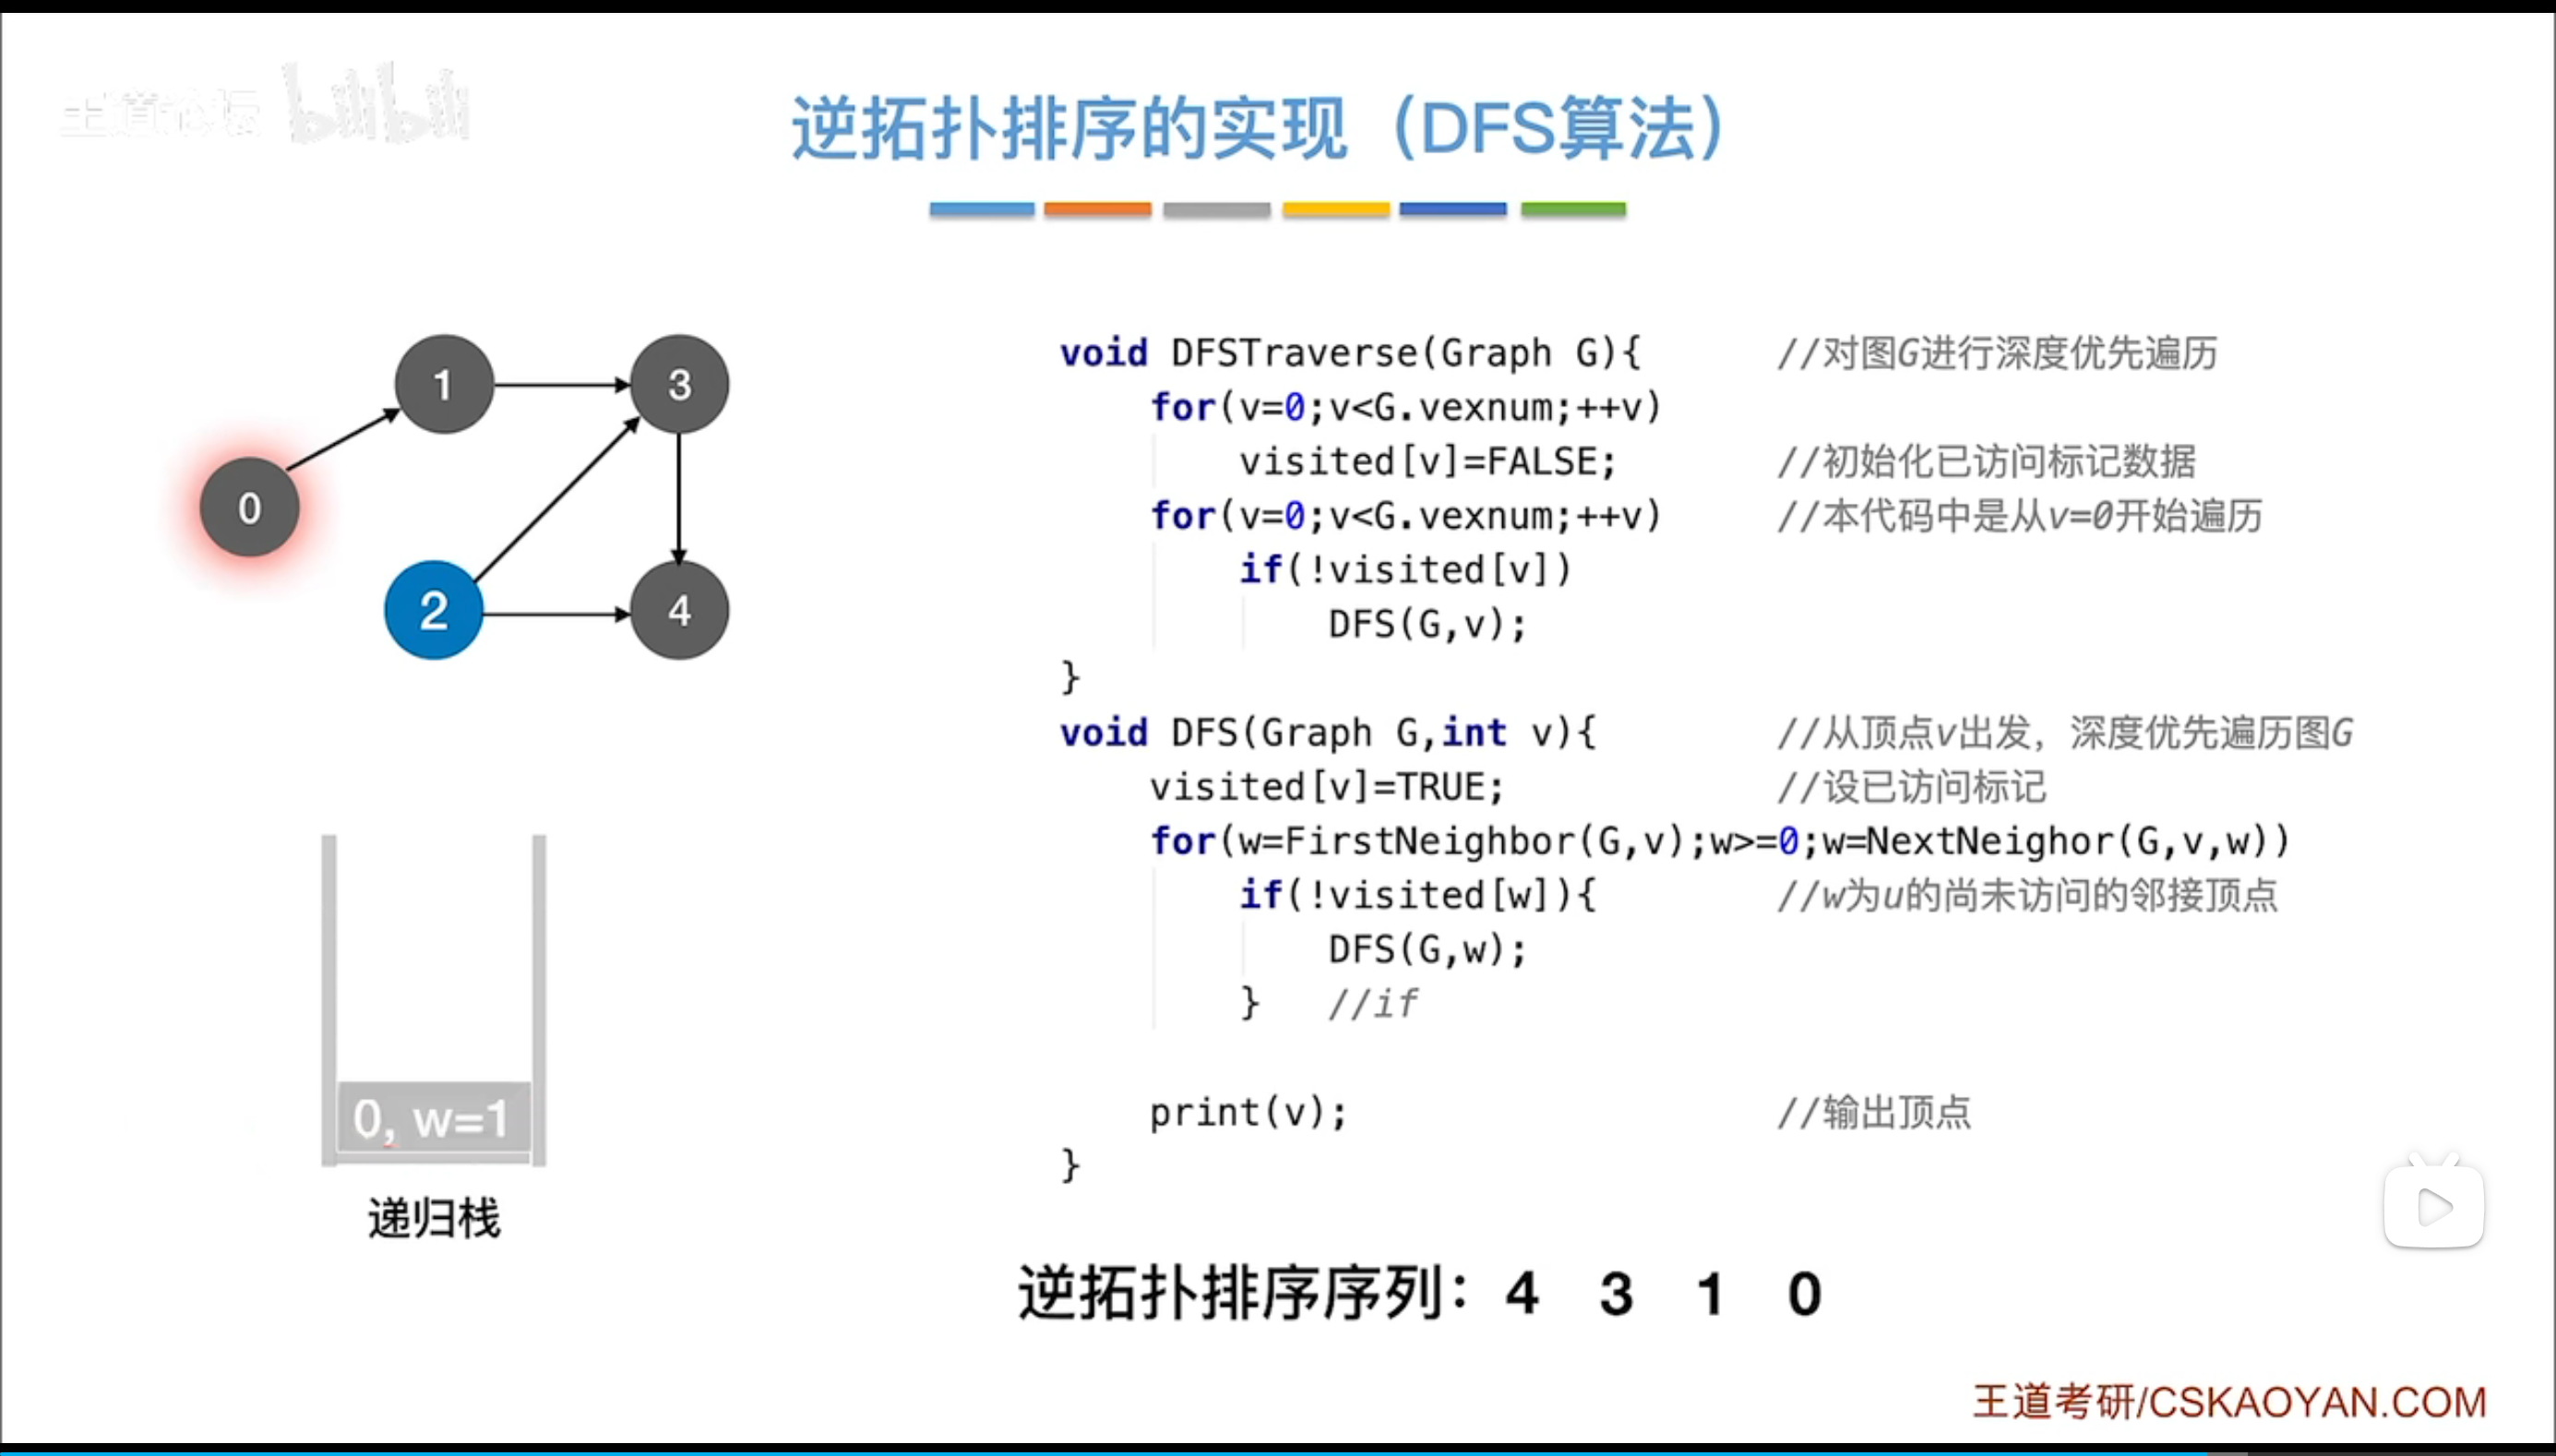 王道论坛 bilibili
逆拓扑排序的实现（DFS算法）
1
3
0
2
4
void DFSTraverse(Graph G){ //对图G进行深度优先遍历
for(v=0;v<G.vexnum;++v)
visited[v]=FALSE; //初始化已访问标记数据
for(v=0;v<G.vexnum;++v) //本代码中是从v=0开始遍历
if(!visited[v])
DFS(G,v);
}
void DFS(Graph G,int v){ //从顶点v出发，深度优先遍历图G
visited[v]=TRUE; //设已访问标记
for(w=FirstNeighbor(G,v);w>=0;w=NextNeighor(G,v,w))
if(!visited[w]){ //w为u的尚未访问的邻接顶点
DFS(G,w);
} //if
print(v); //输出顶点
}
0, w=1
递归栈
逆拓扑排序序列：4 3 1 0
王道考研/CSKAOYAN.COM